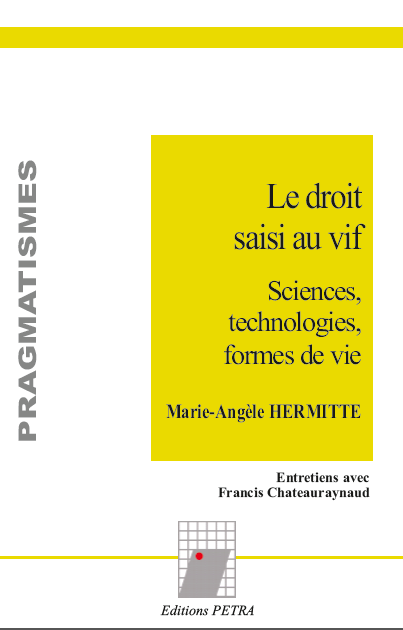 PRAGMATISMES
Le droit
saisi au vif
Sciences,
technologies,
formes de vie
Marie-Angèle HERMITTE
Entretiens avec
Francis Chateauraynaud
Editions PETRA